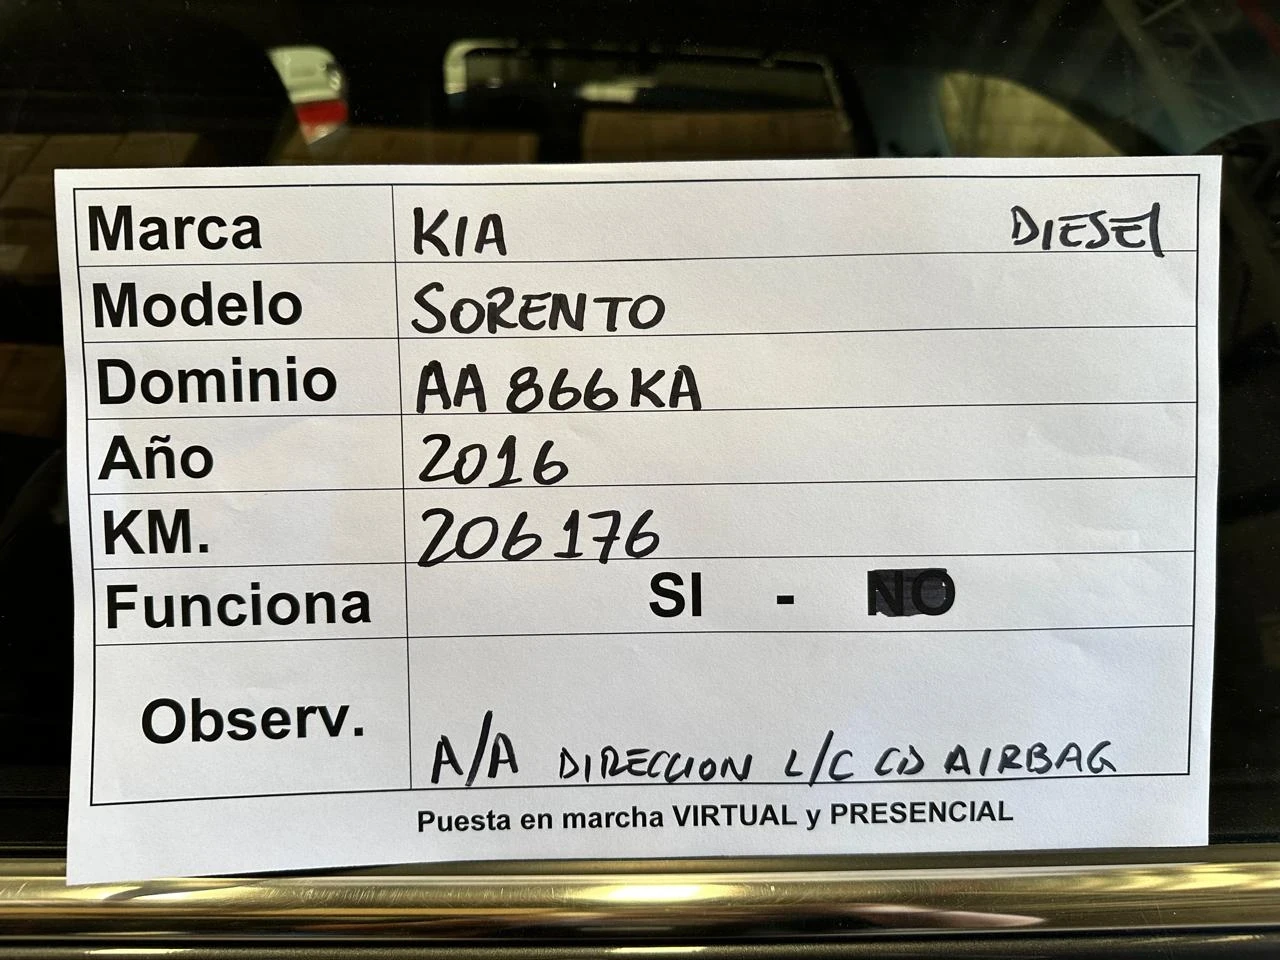 Marca KIA DIESEL
Modelo SORENTO
Dominio AA 866 KA
Año 2016
KM. 206176
Funciona SI - NO
Observ. A/A DIRECCION L/C CD AIRBAG
Puesta en marcha VIRTUAL y PRESENCIAL